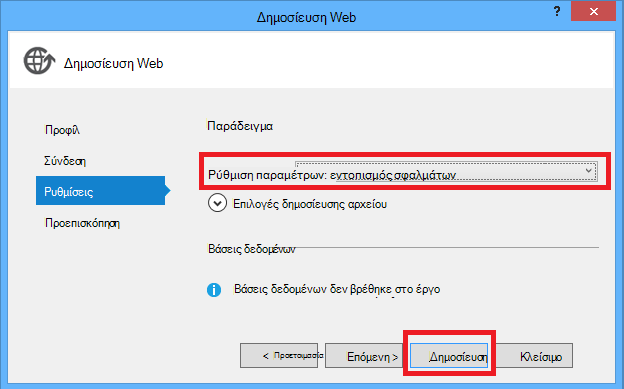 Δημοσίευση Web
?
Δημοσίευση Web
Προφίλ
Σύνδεση
Ρυθμίσεις
Προεπισκόπηση
Παράδειγμα
Ρύθμιση παραμέτρων: εντοπισμός σφαλμάτων
Επιλογές δημοσίευσης αρχείου
Βάσεις δεδομένων
Βάσεις δεδομένων δεν βρέθηκε στο έργο
< Προετοιμασία
Επόμενη >
Δημοσίευση
Κλείσιμο